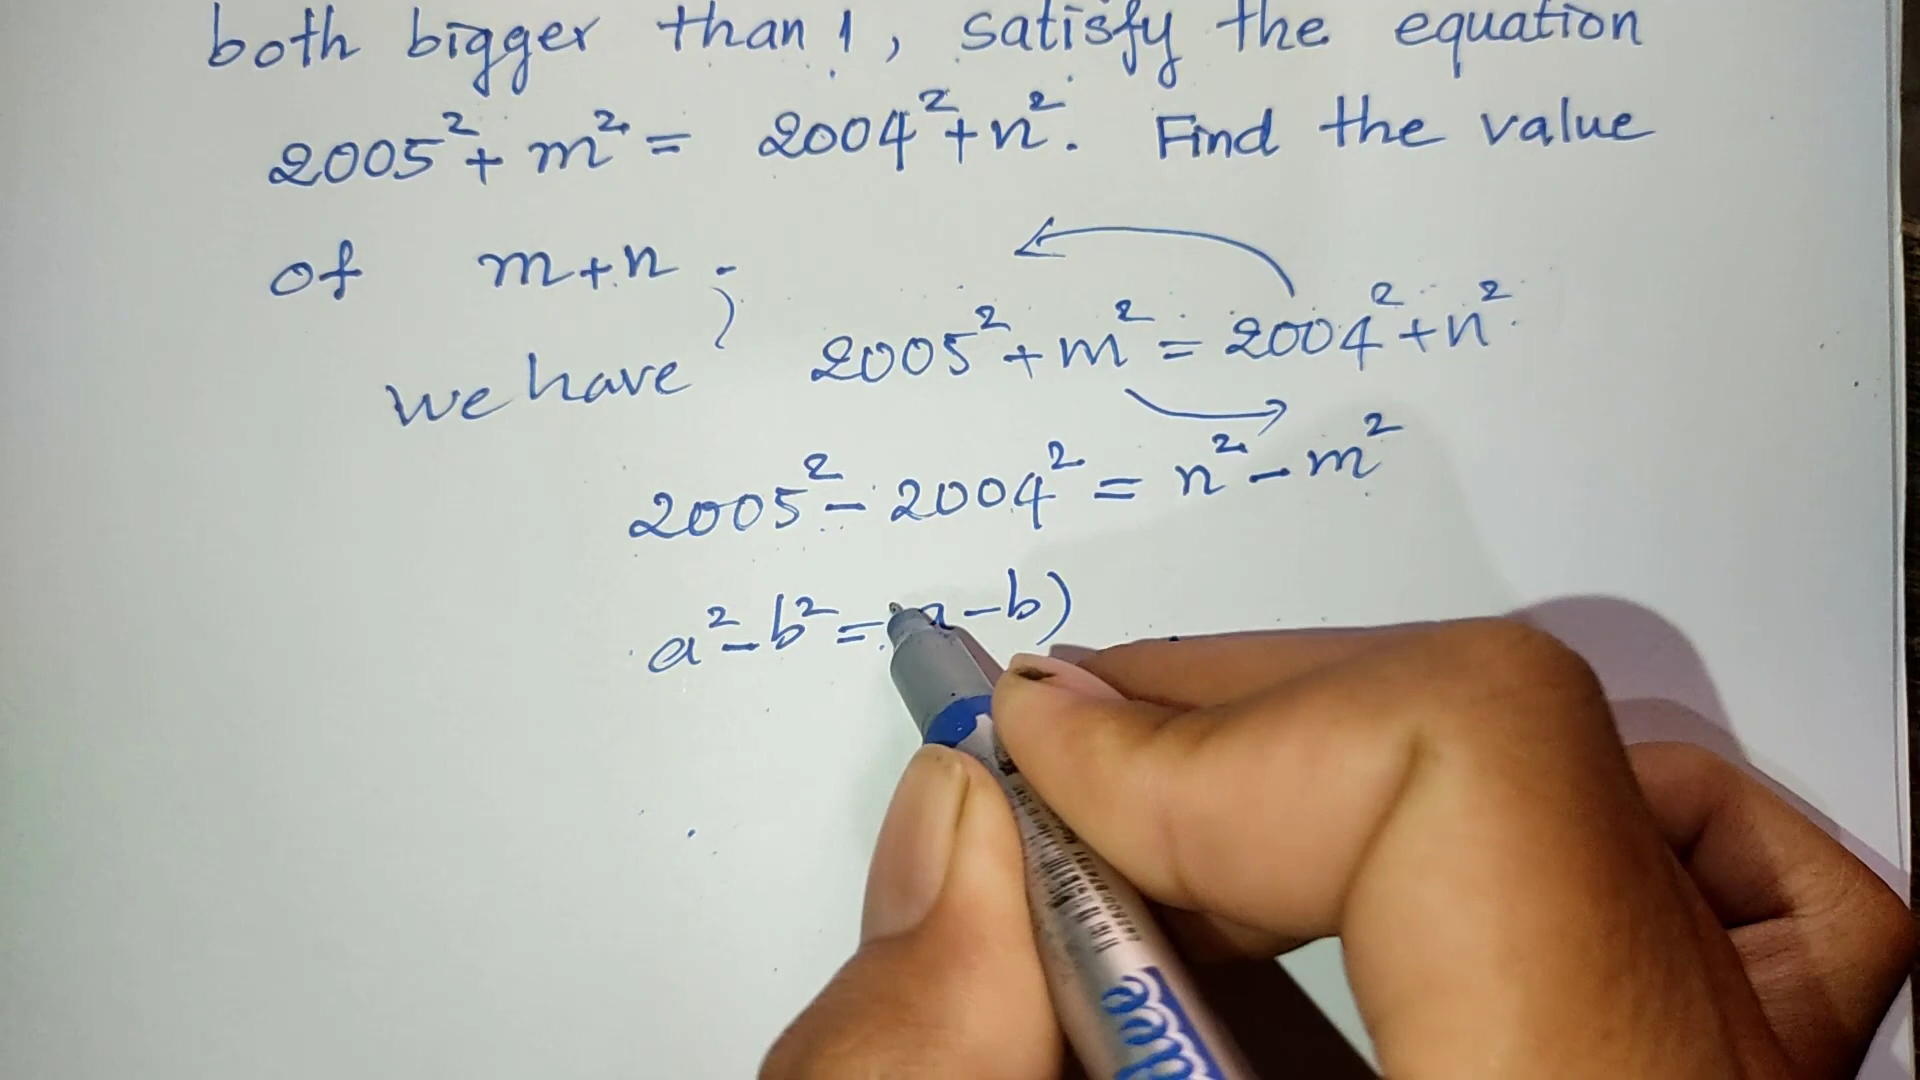 both bigger than 1, satisfy the equation
2005² + m² = 2004² + n². Find the value
of m+n.
we have, 2005² + m² = 2004² + n².
2005² - 2004² = n² - m²
a² - b² = a - b)